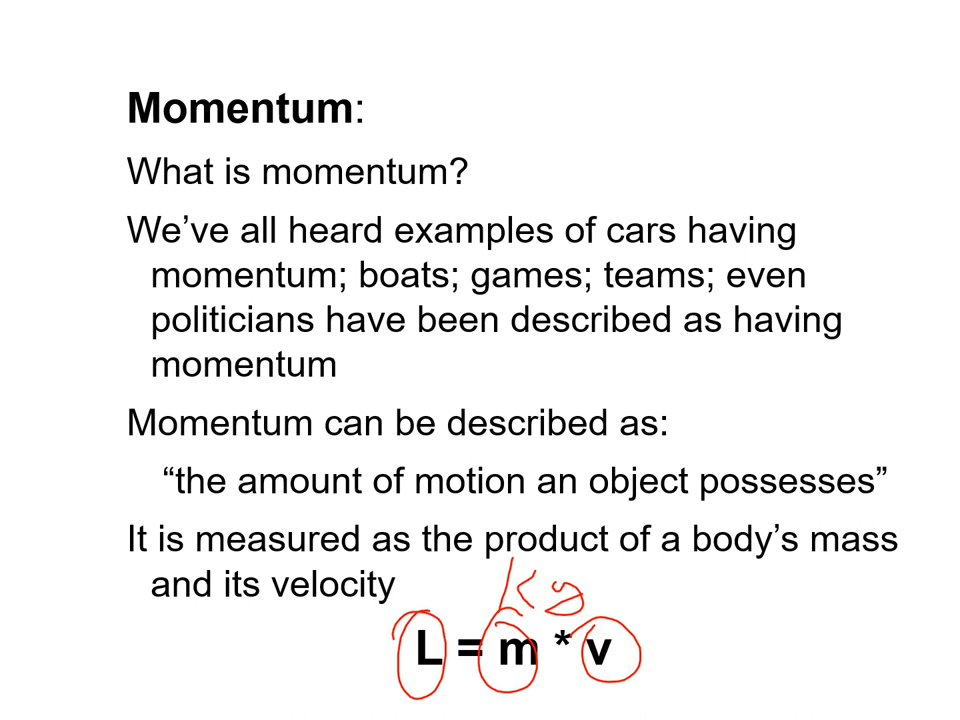 Momentum:
What is momentum?
We’ve all heard examples of cars having
momentum; boats; games; teams; even
politicians have been described as having
momentum
Momentum can be described as:
“the amount of motion an object possesses”
It is measured as the product of a body’s mass
and its velocity
kg
L = m * v